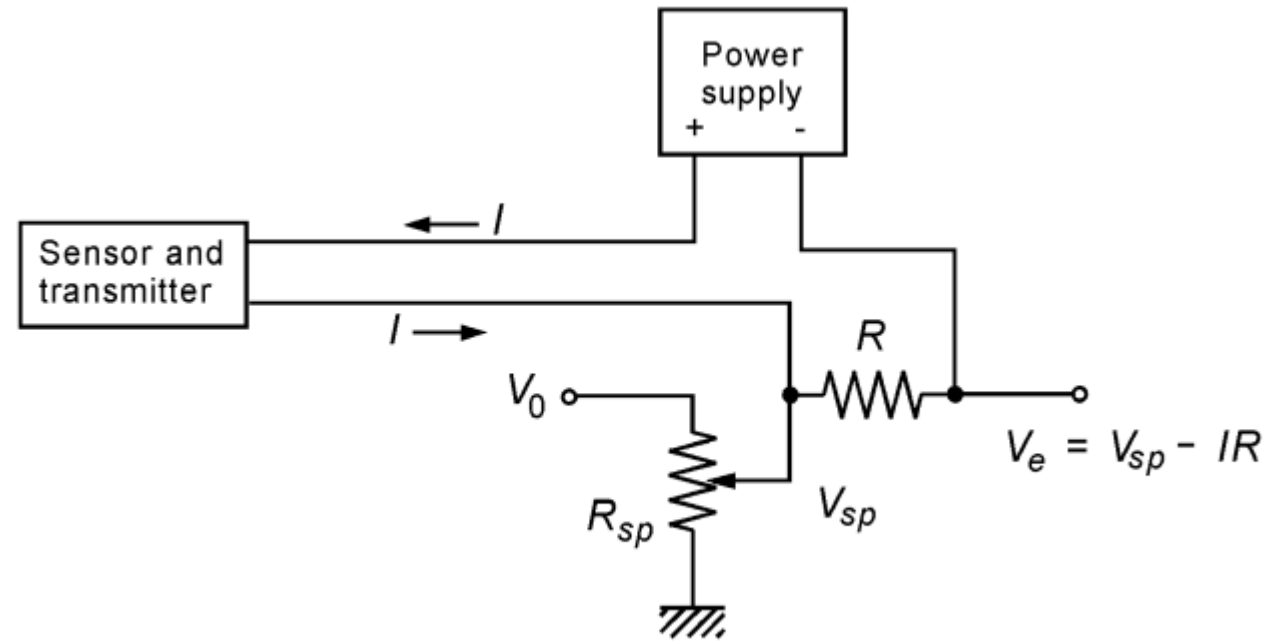 Power
supply
+ -
I
Sensor and
transmitter
I
R
V0
Ve = Vsp - IR
Vsp
Rsp